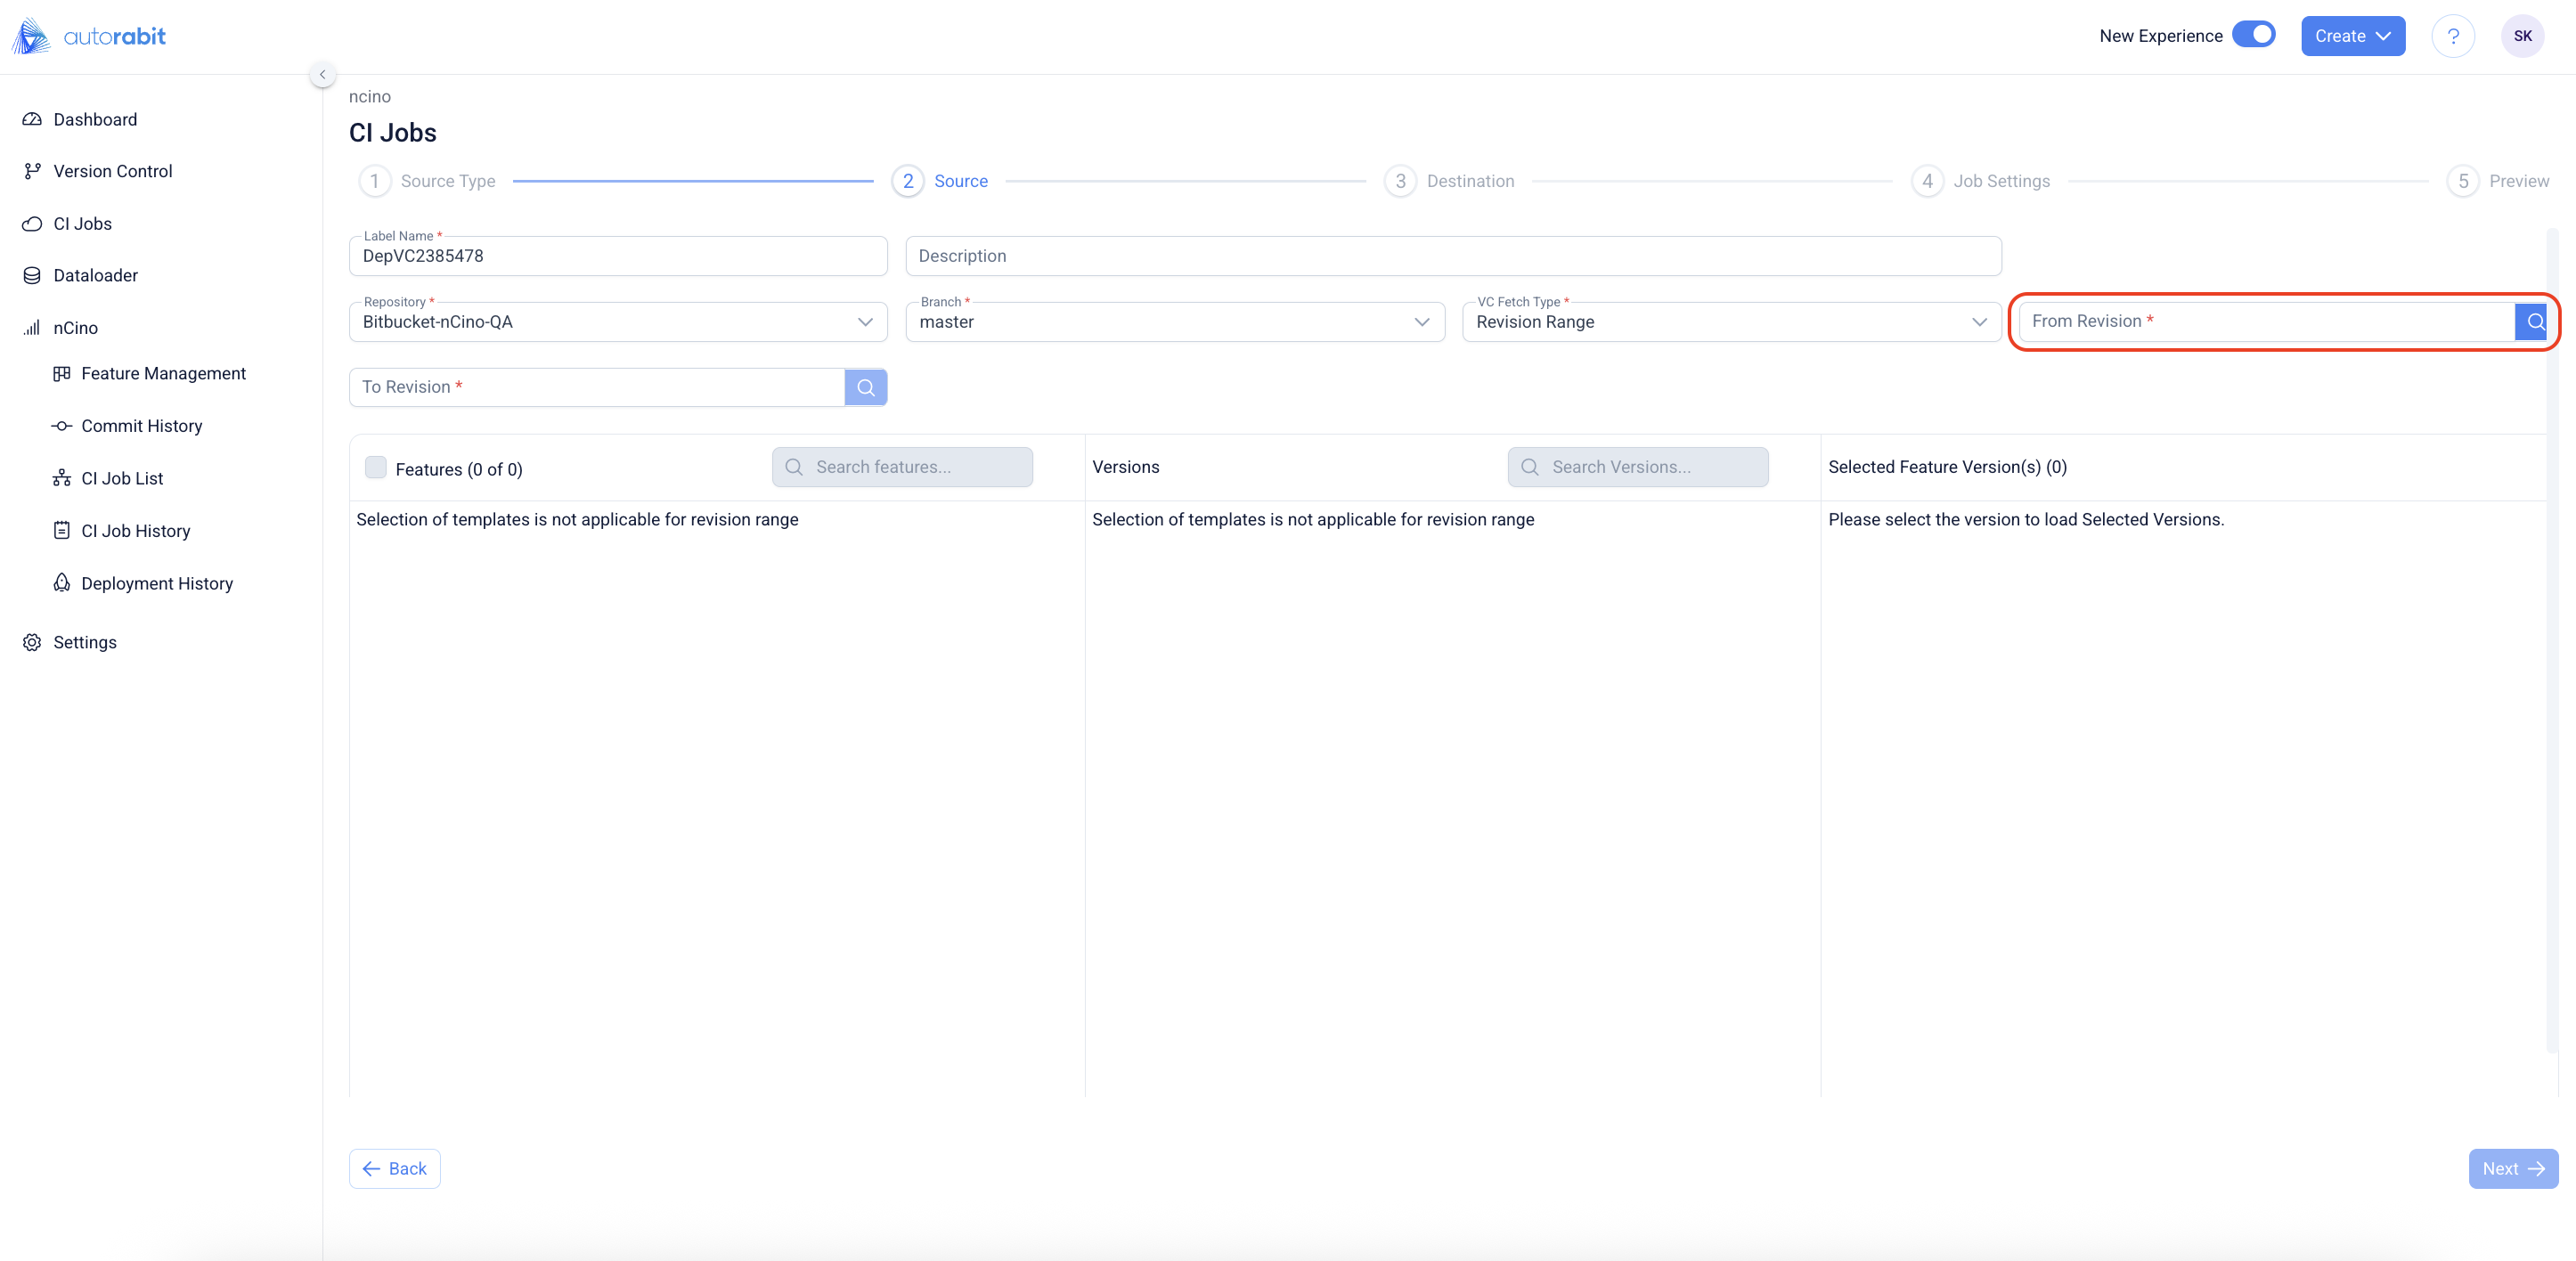 autorabit
New Experience
Create
?
SK
Dashboard
Version Control
CI Jobs
Dataloader
nCino
Feature Management
Commit History
CI Job List
CI Job History
Deployment History
Settings
ncino
CI Jobs
1 Source Type
2 Source
3 Destination
4 Job Settings
5 Preview
Label Name *
DepVC2385478
Description
Repository *
Bitbucket-nCino-QA
Branch *
master
VC Fetch Type *
Revision Range
From Revision *
To Revision *
Features (0 of 0)
Search features...
Versions
Search Versions...
Selected Feature Version(s) (0)
Selection of templates is not applicable for revision range
Selection of templates is not applicable for revision range
Please select the version to load Selected Versions.
Back
Next